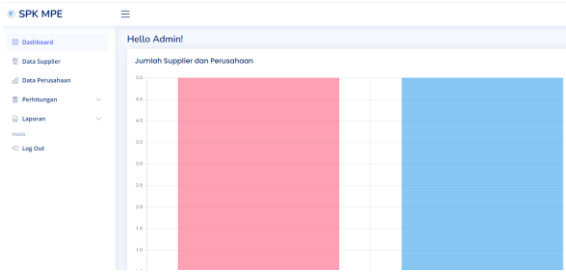 SPK MPE
Dashboard
Data Supplier
Data Perusahaan
Perhitungan
Laporan
PAGES
Log Out
Hello Admin!
Jumlah Supplier dan Perusahaan
5.0
4.5
4.0
3.5
3.0
2.5
2.0
1.5
1.0